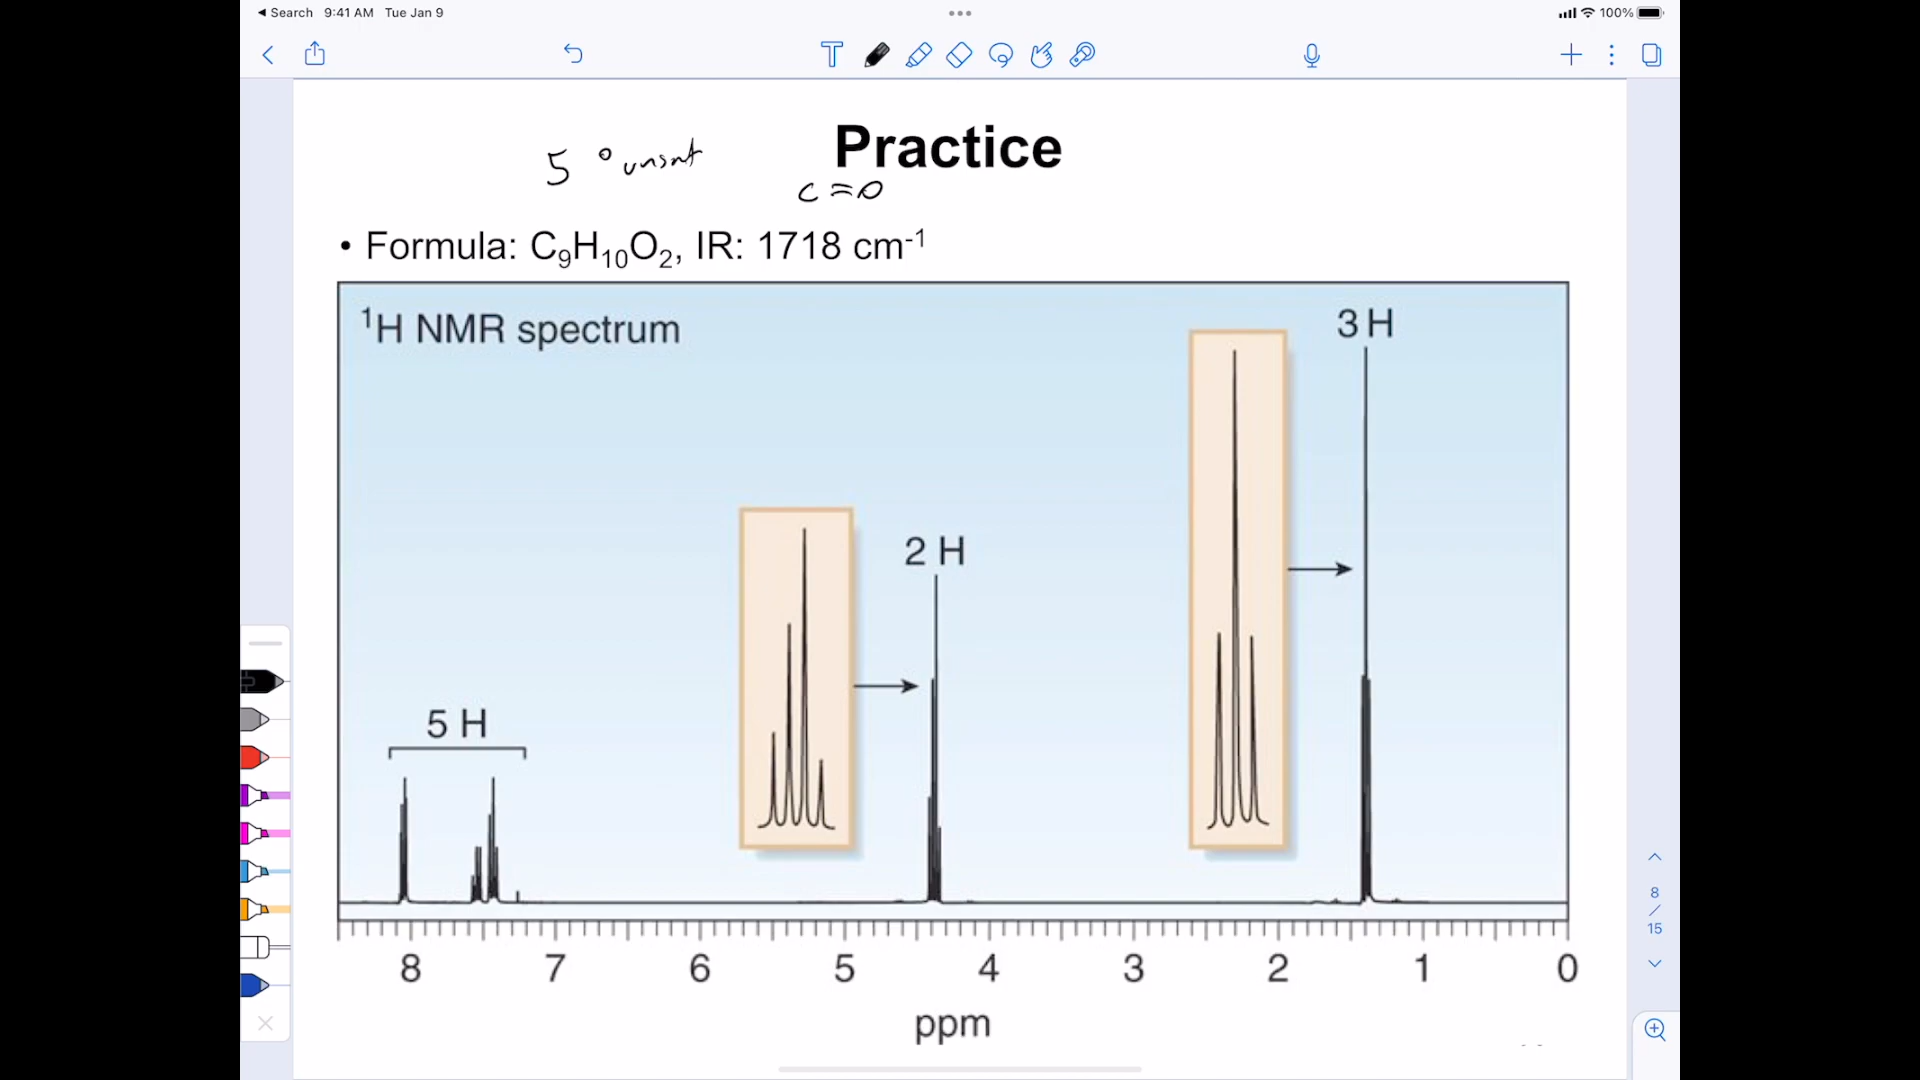 ◀ Search 9:41 AM Tue Jan 9
100%
Practice
5 ° unsat
C=O
• Formula: C₉H₁₀O₂, IR: 1718 cm⁻¹
¹H NMR spectrum
3 H
2 H
5 H
8 7 6 5 4 3 2 1 0
ppm
8
/
15